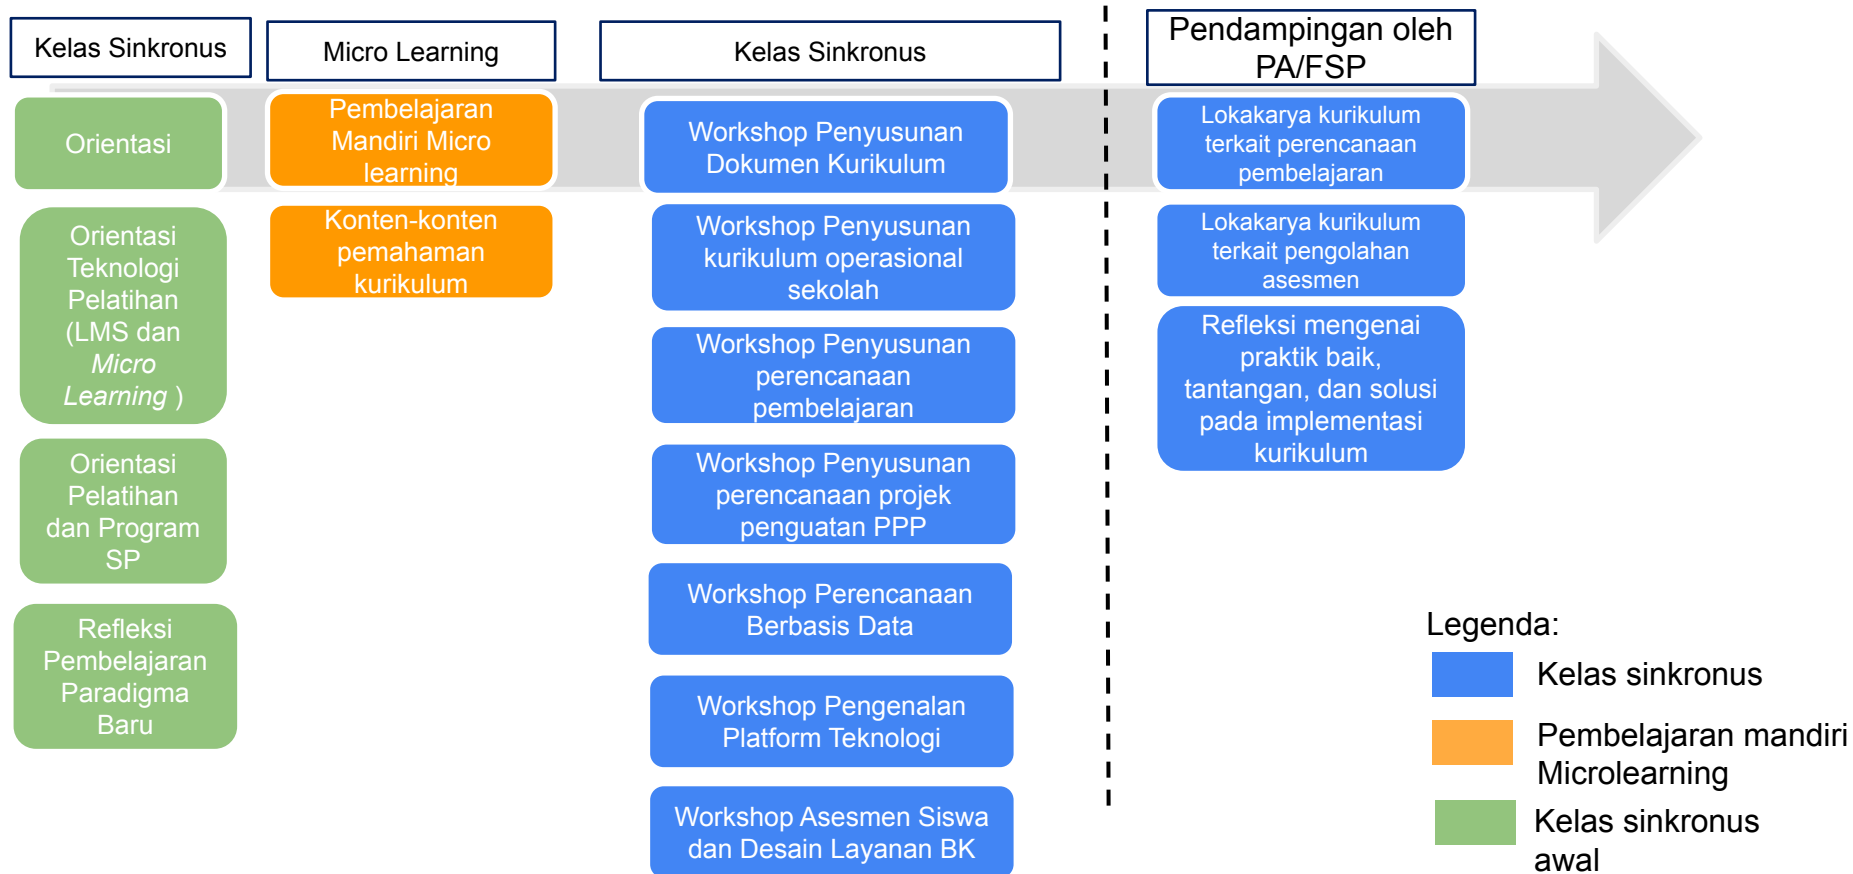 Kelas Sinkronus
Orientasi
Orientasi
Teknologi
Pelatihan
(LMS dan
Micro
Learning )
Orientasi
Pelatihan
dan Program
SP
Refleksi
Pembelajaran
Paradigma
Baru
Micro Learning
Pembelajaran
Mandiri Micro
learning
Konten-konten
pemahaman
kurikulum
Kelas Sinkronus
Workshop Penyusunan
Dokumen Kurikulum
Workshop Penyusunan
kurikulum operasional
sekolah
Workshop Penyusunan
perencanaan
pembelajaran
Workshop Penyusunan
perencanaan projek
penguatan PPP
Workshop Perencanaan
Berbasis Data
Workshop Pengenalan
Platform Teknologi
Workshop Asesmen Siswa
dan Desain Layanan BK
Pendampingan oleh
PA/FSP
Lokakarya kurikulum
terkait perencanaan
pembelajaran
Lokakarya kurikulum
terkait pengolahan
asesmen
Refleksi mengenai
praktik baik,
tantangan, dan solusi
pada implementasi
kurikulum
Legenda:
Kelas sinkronus
Pembelajaran mandiri
Microlearning
Kelas sinkronus
awal